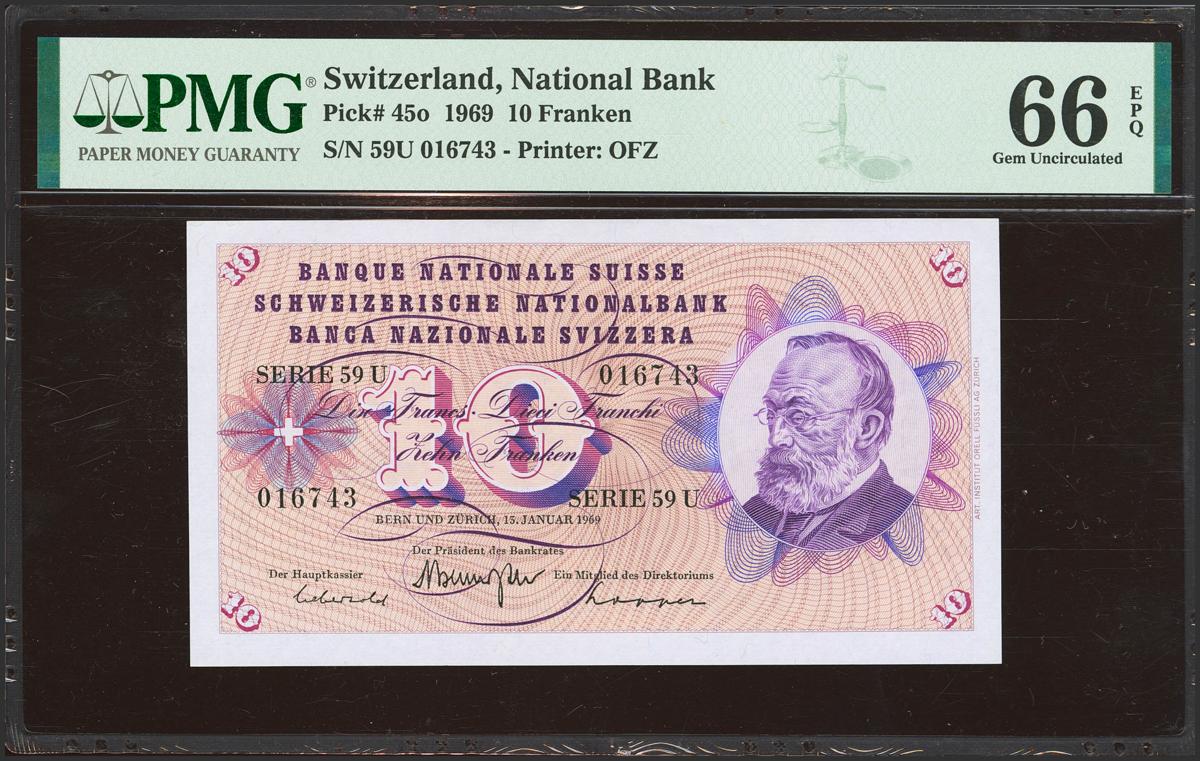 PMG®
PAPER MONEY GUARANTY
Switzerland, National Bank
Pick# 45o 1969 10 Franken
S/N 59U 016743 - Printer: OFZ
66
EPQ
Gem Uncirculated
10
10
BANQUE NATIONALE SUISSE
SCHWEIZERISCHE NATIONALBANK
BANCA NAZIONALE SVIZZERA
SERIE 59 U
016743
10
Dix Francs · Dieci Franchi
Zehn Franken
016743
SERIE 59 U
BERN UND ZÜRICH, 15. JANUAR 1969
Der Präsident des Bankrates
Der Hauptkassier
Ein Mitglied des Direktoriums
10
10
ART. INSTITUT ORELL FÜSSLI AG. ZÜRICH